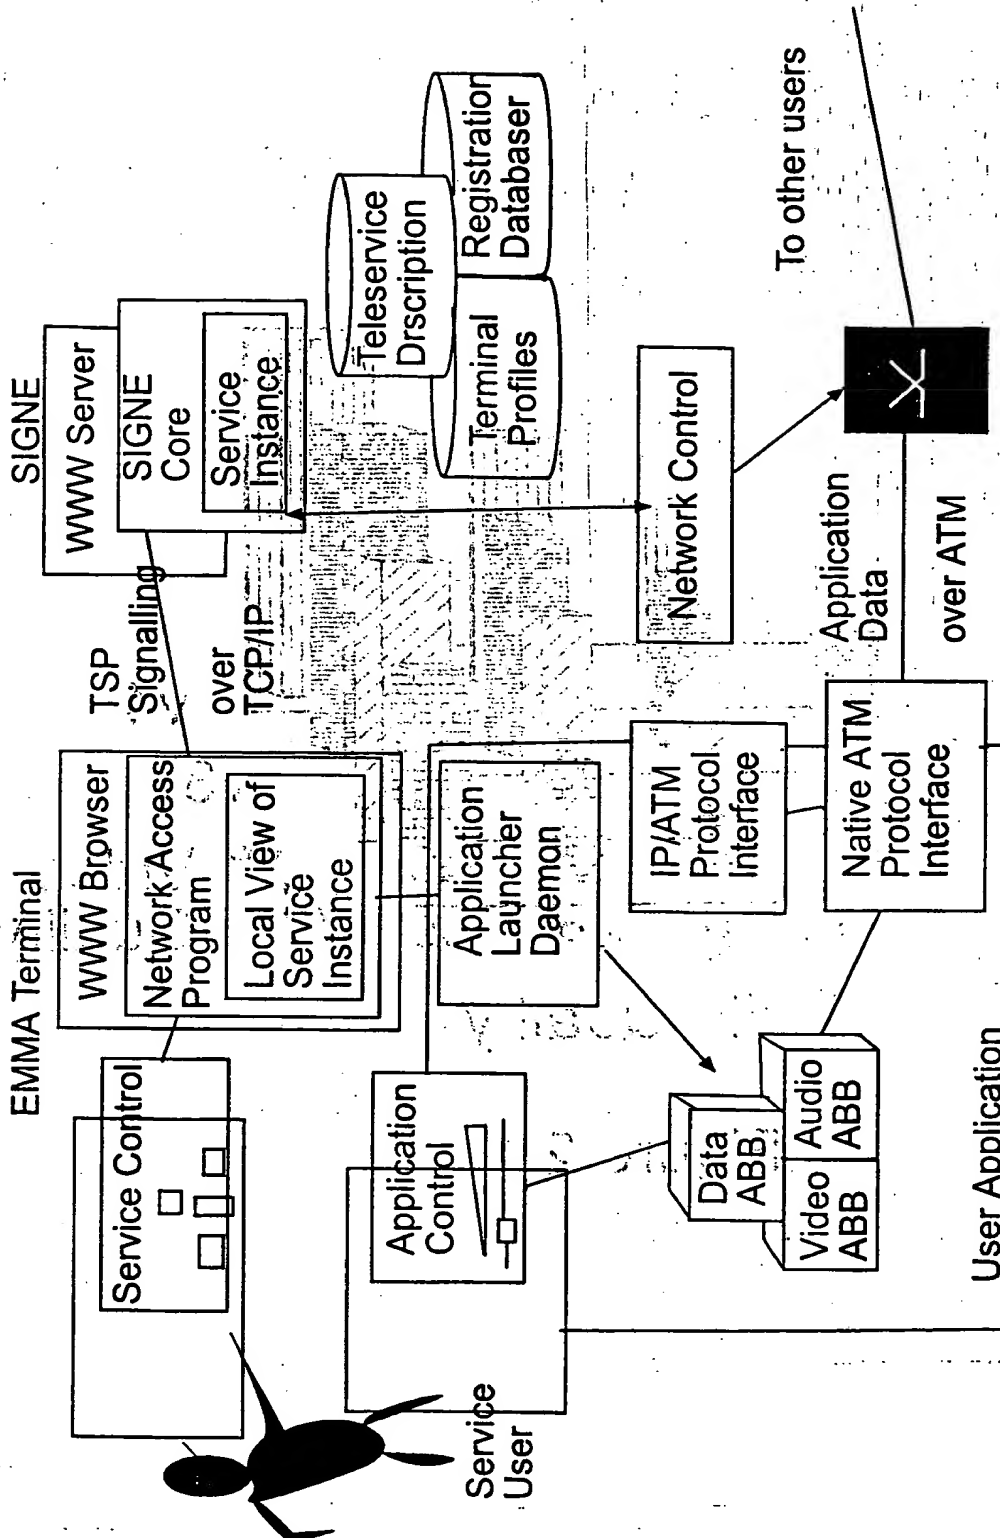 EMMA Terminal
SIGNE
Service Control
WWW Browser
Network Access
Program
Local View of
Service
Instance
TSP
Signalling
over
TCP/IP
WWW Server
SIGNE
Core
Service
Instance
Service
User
Application
Control
Application
Launcher
Daemon
Teleservice
Drscription
Terminal
Profiles
Registration
Databaser
Data
ABB
Video
ABB
Audio
ABB
IP/ATM
Protocol
Interface
Network Control
Native ATM
Protocol
Interface
Application
Data
over ATM
To other users
User Application